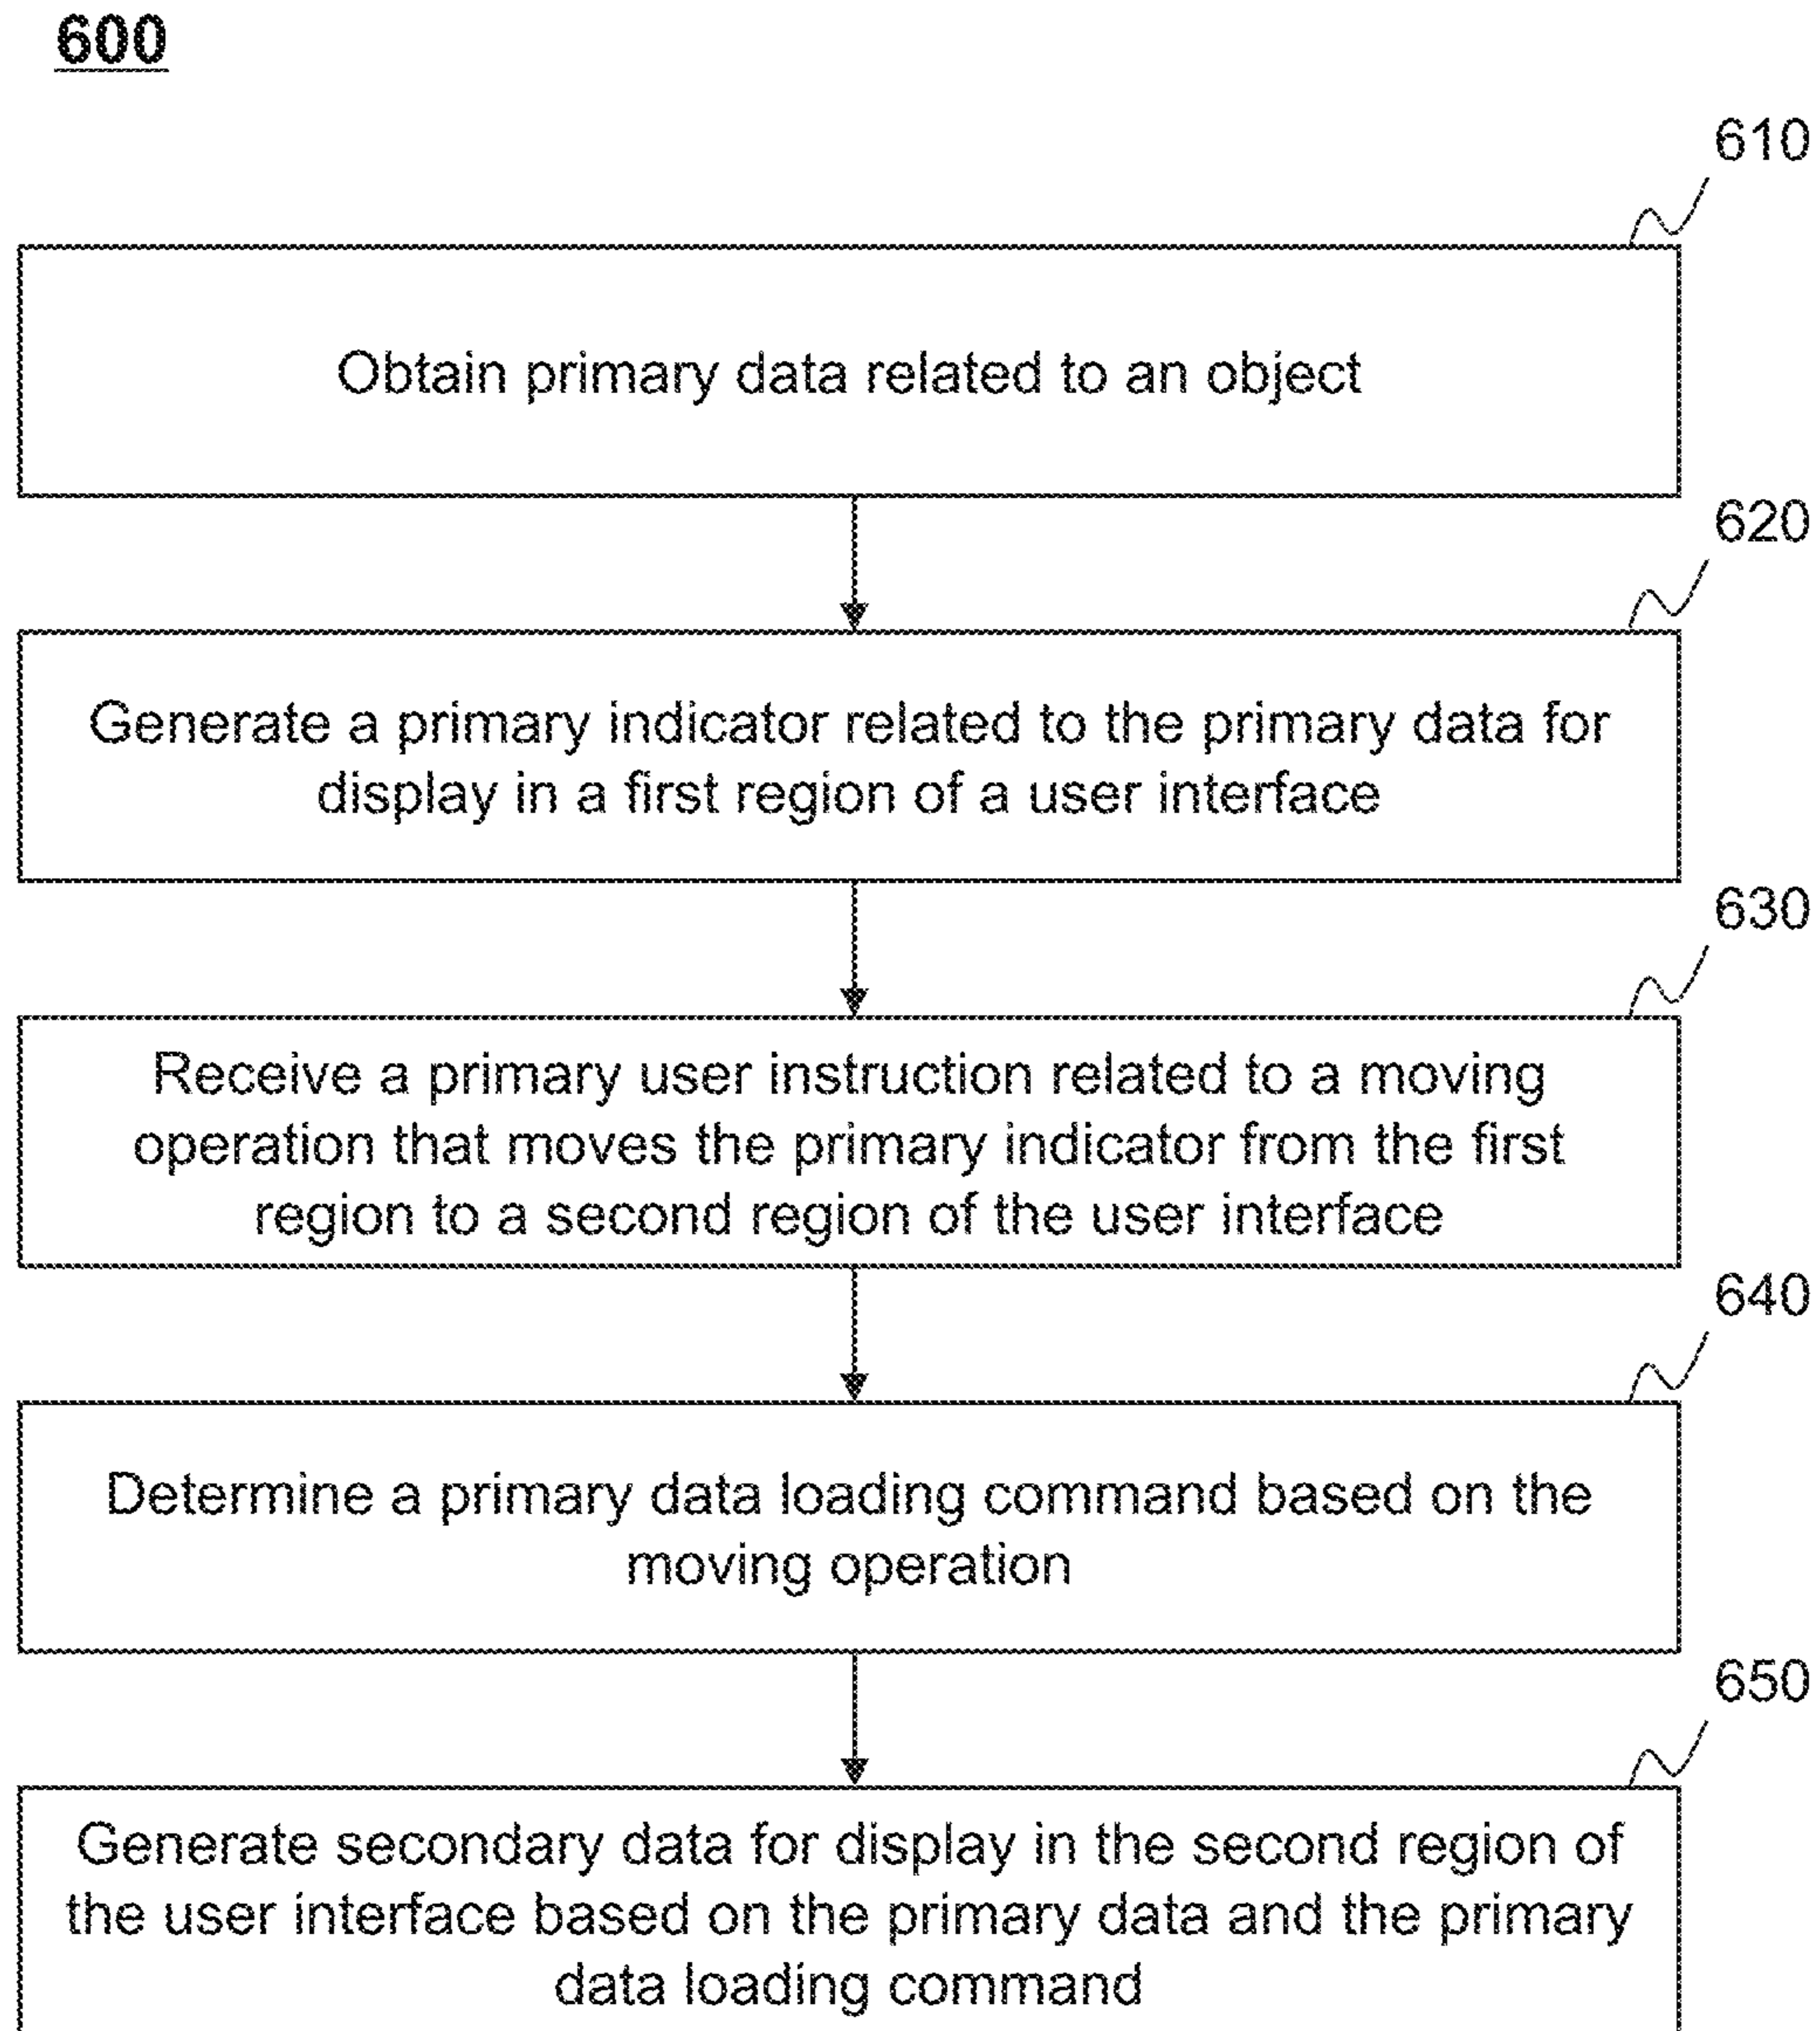 600
610
Obtain primary data related to an object
620
Generate a primary indicator related to the primary data for
display in a first region of a user interface
630
Receive a primary user instruction related to a moving
operation that moves the primary indicator from the first
region to a second region of the user interface
640
Determine a primary data loading command based on the
moving operation
650
Generate secondary data for display in the second region of
the user interface based on the primary data and the primary
data loading command